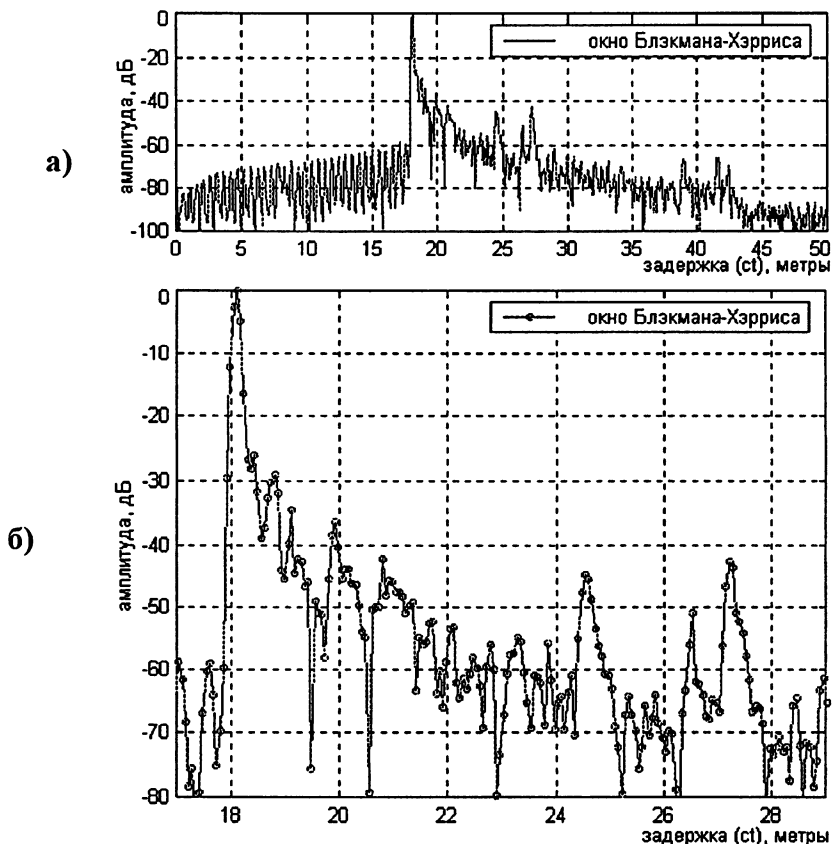 а)
амплитуда, дБ
0
-20
-40
-60
-80
-100
окно Блэкмана-Хэрриса
0 5 10 15 20 25 30 35 40 45 50
задержка (ct), метры
б)
амплитуда, дБ
0
-10
-20
-30
-40
-50
-60
-70
-80
окно Блэкмана-Хэрриса
18 20 22 24 26 28
задержка (ct), метры